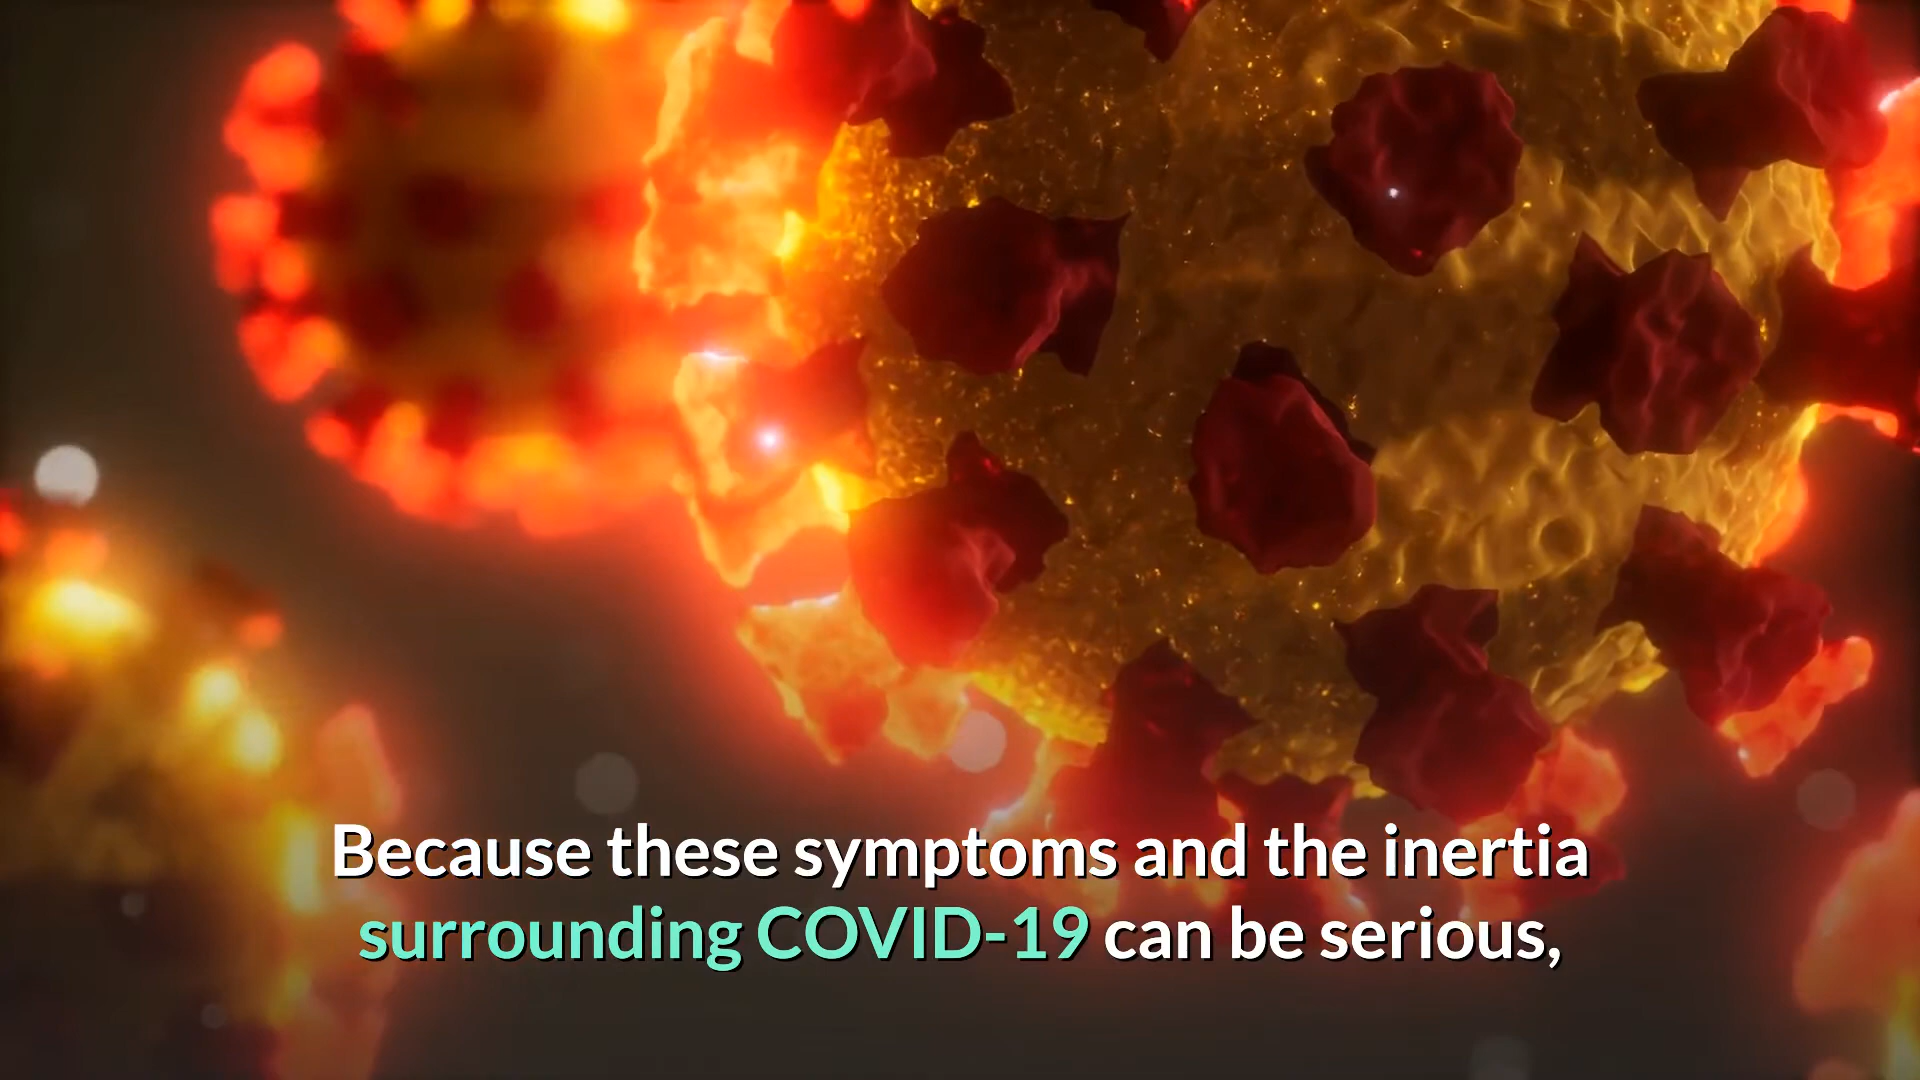 Because these symptoms and the inertia
surrounding COVID-19 can be serious,